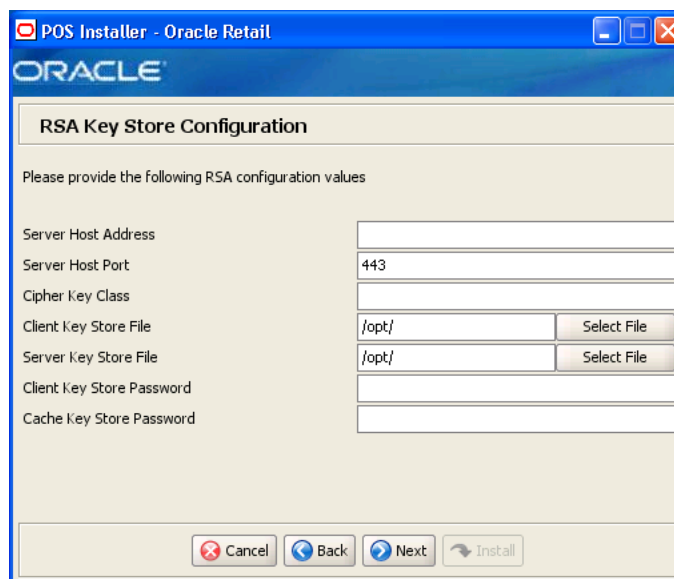 POS Installer - Oracle Retail
ORACLE
RSA Key Store Configuration
Please provide the following RSA configuration values
Server Host Address
Server Host Port 443
Cipher Key Class
Client Key Store File /opt/ Select File
Server Key Store File /opt/ Select File
Client Key Store Password
Cache Key Store Password
Cancel Back Next Install